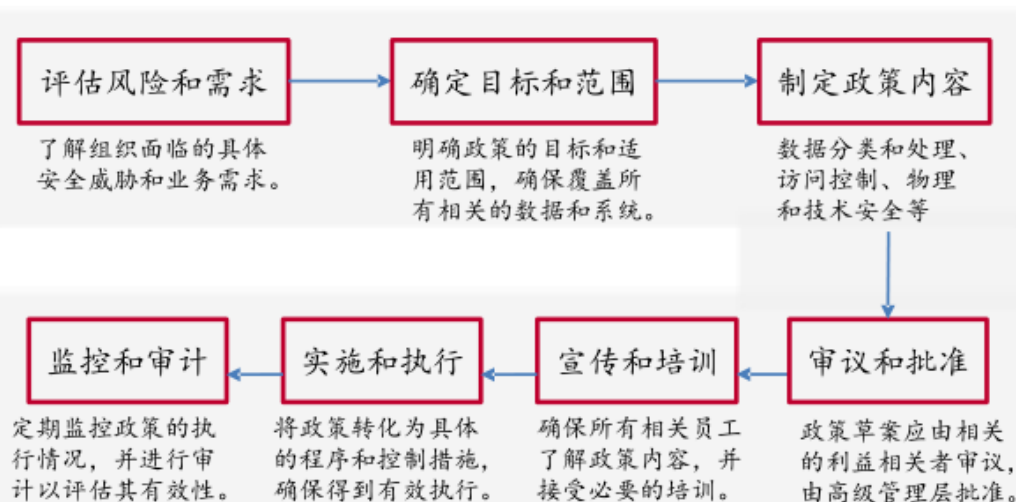 评估风险和需求
了解组织面临的具体
安全威胁和业务需求。
确定目标和范围
明确政策的目标和适
用范围，确保覆盖所
有相关的数据和系统。
制定政策内容
数据分类和处理、
访问控制、物理
和技术安全等
审议和批准
政策草案应由相关
的利益相关者审议，
由高级管理层批准。
宣传和培训
确保所有相关员工
了解政策内容，并
接受必要的培训。
实施和执行
将政策转化为具体
的程序和控制措施，
确保得到有效执行。
监控和审计
定期监控政策的执
行情况，并进行审
计以评估其有效性。